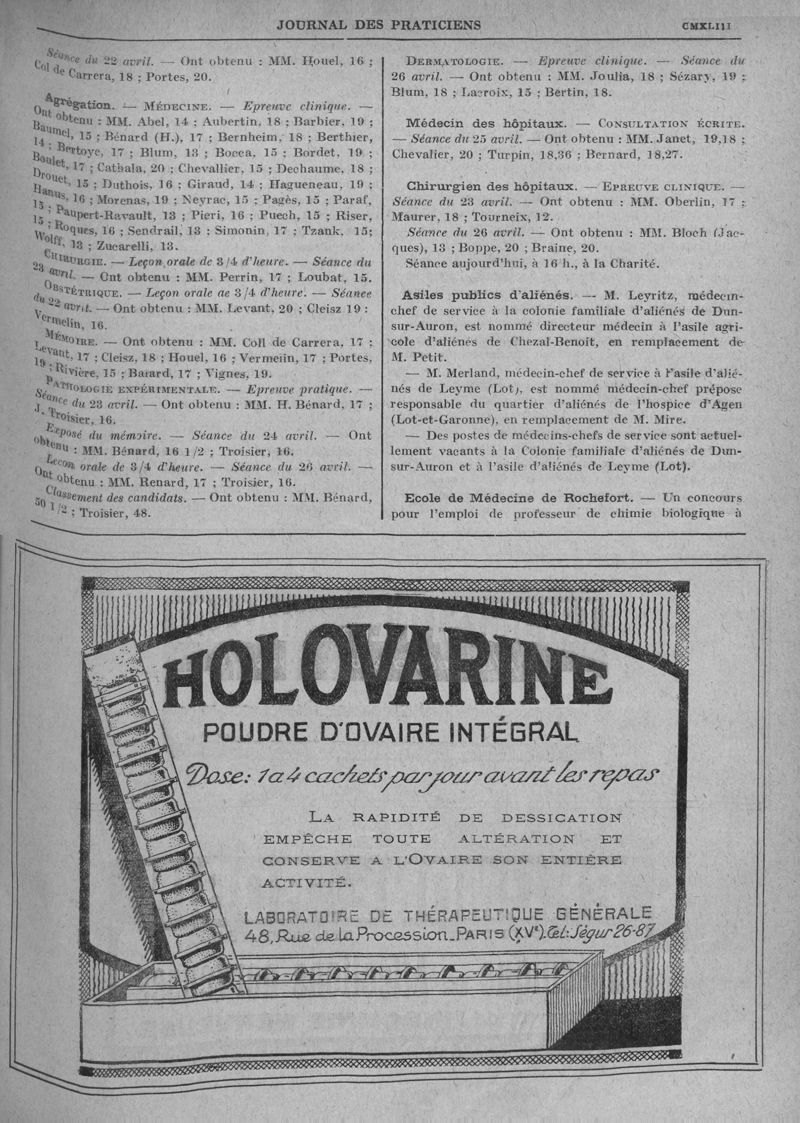 JOURNAL DES PRATICIENS
CMXLIII
Séance du 22 avril. — Ont obtenu : MM. Houel, 16 ;
Col de Carrera, 18 ; Portes, 20.
Agrégation. — MÉDECINE. — Epreuve clinique. —
Ont obtenu : MM. Abel, 14 ; Aubertin, 18 ; Barbier, 19 ;
Baumel, 15 ; Bénard (H.), 17 ; Bernheim, 18 ; Berthier,
14 ; Bertoye, 17 ; Blum, 13 ; Bocca, 15 ; Bordet, 19 ;
Boulet, 17 ; Cathala, 20 ; Chevallier, 15 ; Dechaume, 18 ;
Drouet, 15 ; Duthois, 16 ; Giraud, 14 ; Hagueneau, 19 ;
Hanus, 16 ; Morenas, 19 ; Neyrac, 15 ; Pagès, 15 ; Paraf,
15 ; Paupert-Ravault, 13 ; Pieri, 16 ; Puech, 15 ; Riser,
15 ; Roques, 16 ; Sendrail, 13 ; Simonin, 17 ; Tzank, 15;
Wolff, 13 ; Zucarelli, 13.
CHIRURGIE. — Leçon orale de 3/4 d'heure. — Séance du
23 avril. — Ont obtenu : MM. Perrin, 17 ; Loubat, 15.
OBSTÉTRIQUE. — Leçon orale de 3/4 d'heure. — Séance
du 22 avril. — Ont obtenu : MM. Levant, 20 ; Cleisz 19 ;
Vermelin, 16.
MÉMOIRE. — Ont obtenu : MM. Coll de Carrera, 17 ;
Levant, 17 ; Cleisz, 18 ; Houel, 16 ; Vermelin, 17 ; Portes,
19 ; Rivière, 15 ; Balard, 17 ; Vignes, 19.
PATHOLOGIE EXPÉRIMENTALE. — Epreuve pratique. —
Séance du 23 avril. — Ont obtenu : MM. H. Bénard, 17 ;
J. Troisier, 16.
Exposé du mémoire. — Séance du 24 avril. — Ont
obtenu : MM. Bénard, 16 1/2 ; Troisier, 16.
Leçon orale de 3/4 d'heure. — Séance du 26 avril. —
Ont obtenu : MM. Renard, 17 ; Troisier, 16.
Classement des candidats. — Ont obtenu : MM. Bénard,
50 1/2 ; Troisier, 48.
DERMATOLOGIE. — Epreuve clinique. — Séance du
26 avril. — Ont obtenu : MM. Joulia, 18 ; Sézary, 19 ;
Blum, 18 ; Lacroix, 15 ; Bertin, 18.
Médecin des hôpitaux. — CONSULTATION ÉCRITE.
— Séance du 25 avril. — Ont obtenu : MM. Janet, 19,18 ;
Chevalier, 20 ; Turpin, 18,36 ; Bernard, 18,27.
Chirurgien des hôpitaux. — EPREUVE CLINIQUE. —
Séance du 23 avril. — Ont obtenu : MM. Oberlin, 17 ;
Maurer, 18 ; Tourneix, 12.
Séance du 26 avril. — Ont obtenu : MM. Bloch (Jac-
ques), 13 ; Boppe, 20 ; Braine, 20.
Séance aujourd'hui, à 16 h., à la Charité.
Asiles publics d'aliénés. — M. Leyritz, médecin-
chef de service à la colonie familiale d'aliénés de Dun-
sur-Auron, est nommé directeur médecin à l'asile agri-
cole d'aliénés de Chezal-Benoît, en remplacement de
M. Petit.
— M. Merland, médecin-chef de service à l'asile d'alié-
nés de Leyme (Lot), est nommé médecin-chef préposé
responsable du quartier d'aliénés de l'hospice d'Agen
(Lot-et-Garonne), en remplacement de M. Mire.
— Des postes de médecins-chefs de service sont actuel-
lement vacants à la Colonie familiale d'aliénés de Dun-
sur-Auron et à l'asile d'aliénés de Leyme (Lot).
Ecole de Médecine de Rochefort. — Un concours
pour l'emploi de professeur de chimie biologique à
HOLOVARINE
POUDRE D'OVAIRE INTÉGRAL
Dose: 1 a 4 cachets par jour avant les repas
LA RAPIDITÉ DE DESSICATION
EMPÊCHE TOUTE ALTÉRATION ET
CONSERVE A L'OVAIRE SON ENTIÈRE
ACTIVITÉ.
LABORATOIRE DE THÉRAPEUTIQUE GÉNÉRALE
48, Rue de La Procession_PARIS (XVe). Tel: Ségur 26-87